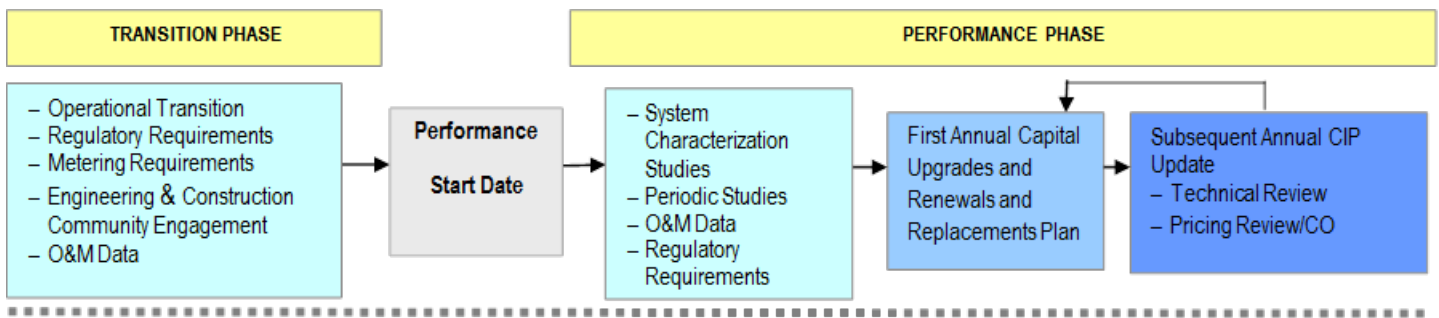 TRANSITION PHASE
PERFORMANCE PHASE
– Operational Transition
– Regulatory Requirements
– Metering Requirements
– Engineering & Construction
Community Engagement
– O&M Data
Performance
Start Date
– System
Characterization
Studies
– Periodic Studies
– O&M Data
– Regulatory
Requirements
First Annual Capital
Upgrades and
Renewals and
Replacements Plan
Subsequent Annual CIP
Update
– Technical Review
– Pricing Review/CO